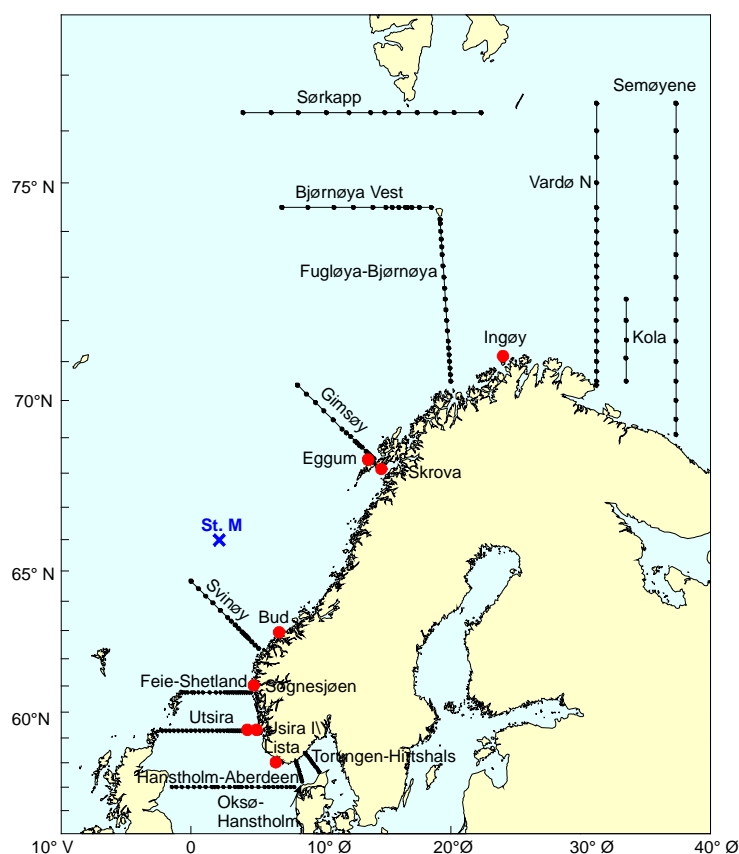 Semøyene
Sørkapp
75° N
Vardø N
Bjørnøya Vest
Fugløya-Bjørnøya
Ingøy
Kola
70° N
Gimsøy
Eggum
Skrova
St. M
65° N
Svinøy
Bud
Feie-Shetland
Sognesjøen
60°N
Utsira
Lista
Torungen-Hirtshals
Hanstholm-Aberdeen
Oksø-
Hanstholm
10° V
0
10° Ø
20° Ø
30 Ø
40° Ø